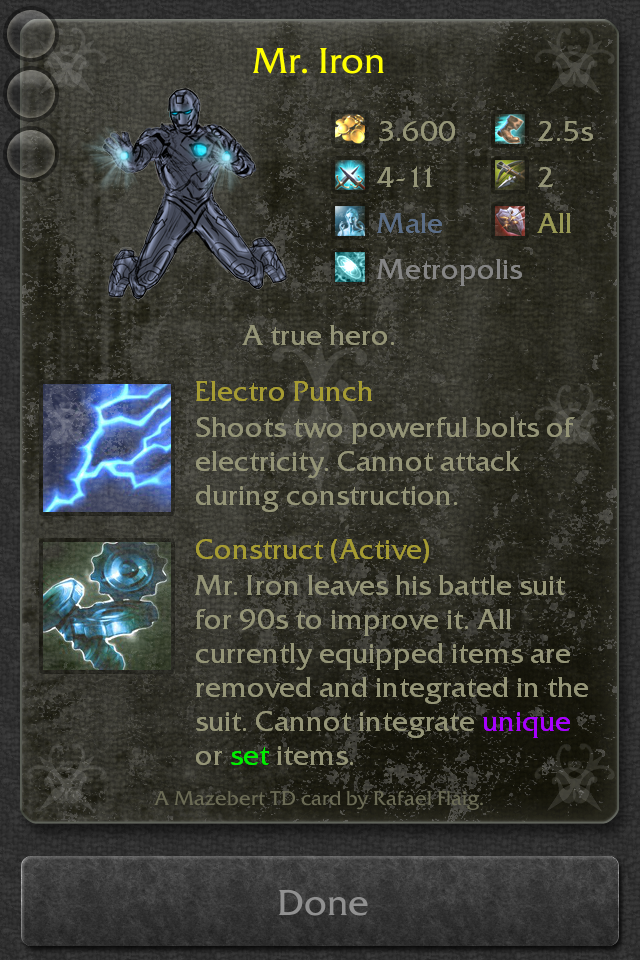 Mr. Iron
3.600 2.5s
4-11 2
Male All
Metropolis
A true hero.
Electro Punch
Shoots two powerful bolts of
electricity. Cannot attack
during construction.
Construct (Active)
Mr. Iron leaves his battle suit
for 90s to improve it. All
currently equipped items are
removed and integrated in the
suit. Cannot integrate unique
or set items.
A Mazebert TD card by Rafael Flaig.
Done